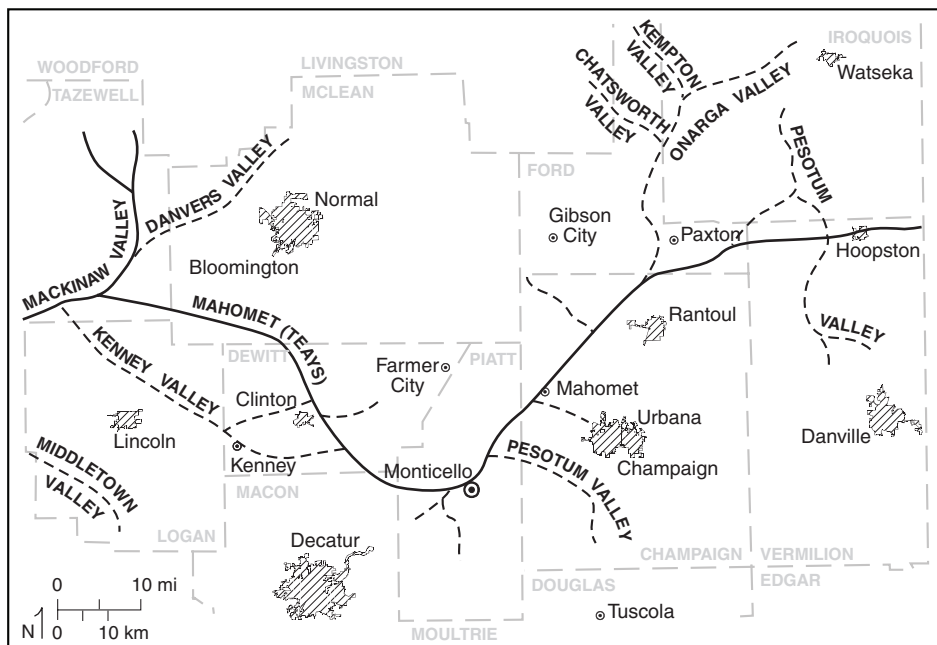 IROQUOIS
WOODFORD
TAZEWELL
LIVINGSTON
MCLEAN
KEMPTON
VALLEY
CHATSWORTH
VALLEY
ONARGA VALLEY
Watseka
PESOTUM
VALLEY
DANVERS VALLEY
Normal
Bloomington
FORD
Gibson
City
Paxton
Hoopston
MACKINAW VALLEY
MAHOMET (TEAYS)
Rantoul
KENNEY VALLEY
DEWITT
PIATT
Farmer
City
Clinton
Mahomet
Urbana
Champaign
Danville
Lincoln
Kenney
MIDDLETOWN
VALLEY
MACON
Monticello
PESOTUM VALLEY
LOGAN
Decatur
CHAMPAIGN
VERMILION
DOUGLAS
EDGAR
Tuscola
MOULTRIE
0 10 mi
N 0 10 km